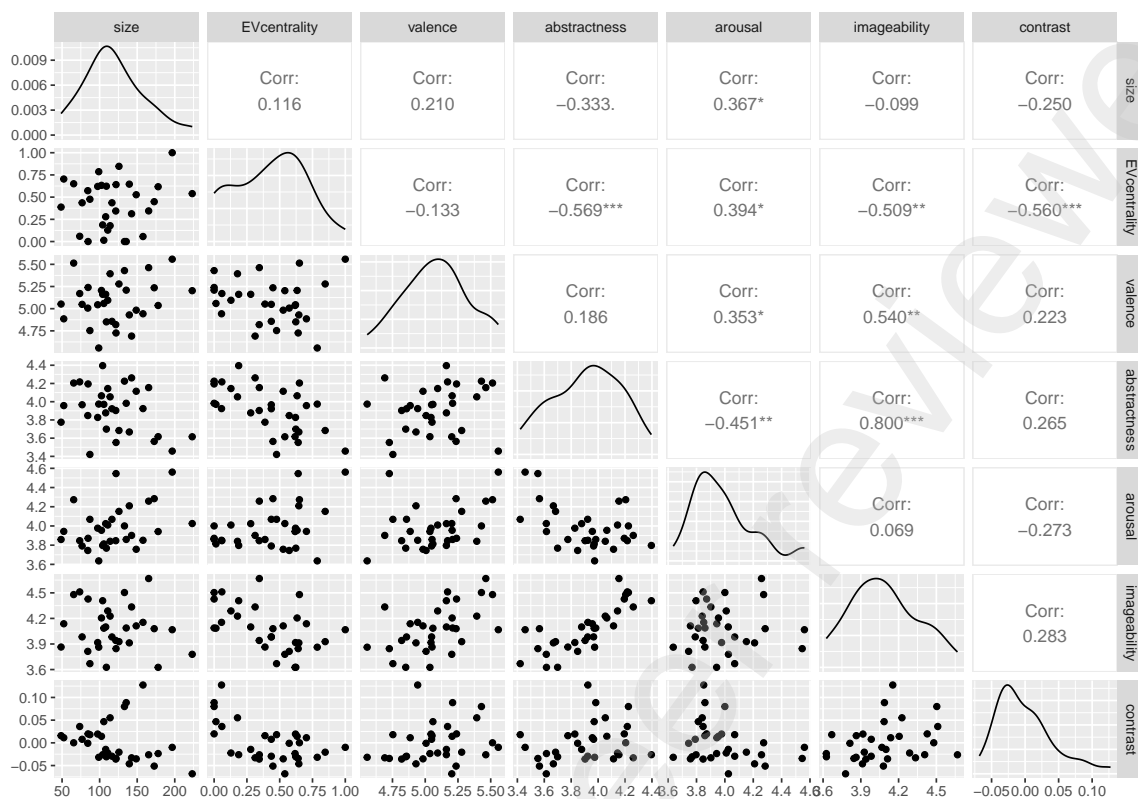 size EVcentrality valence abstractness arousal imageability contrast
0.009
0.006
0.003
0.000
Corr:
0.116
Corr:
0.210
Corr:
−0.333.
Corr:
0.367*
Corr:
−0.099
Corr:
−0.250
size
1.00
0.75
0.50
0.25
0.00
Corr:
−0.133
Corr:
−0.569***
Corr:
0.394*
Corr:
−0.509**
Corr:
−0.560***
EVcentrality
5.50
5.25
5.00
4.75
Corr:
0.186
Corr:
0.353*
Corr:
0.540**
Corr:
0.223
valence
4.4
4.2
4.0
3.8
3.6
3.4
Corr:
−0.451**
Corr:
0.800***
Corr:
0.265
abstractness
4.6
4.4
4.2
4.0
3.8
3.6
Corr:
0.069
Corr:
−0.273
arousal
4.5
4.2
3.9
3.6
Corr:
0.283
imageability
0.10
0.05
0.00
−0.05
contrast
50 100 150 200
0.00 0.25 0.50 0.75 1.00
4.75 5.00 5.25 5.50
3.4 3.6 3.8 4.0 4.2 4.4
3.6 3.8 4.0 4.2 4.4 4.6
3.6 3.9 4.2 4.5
−0.05 0.00 0.05 0.10
er reviewe